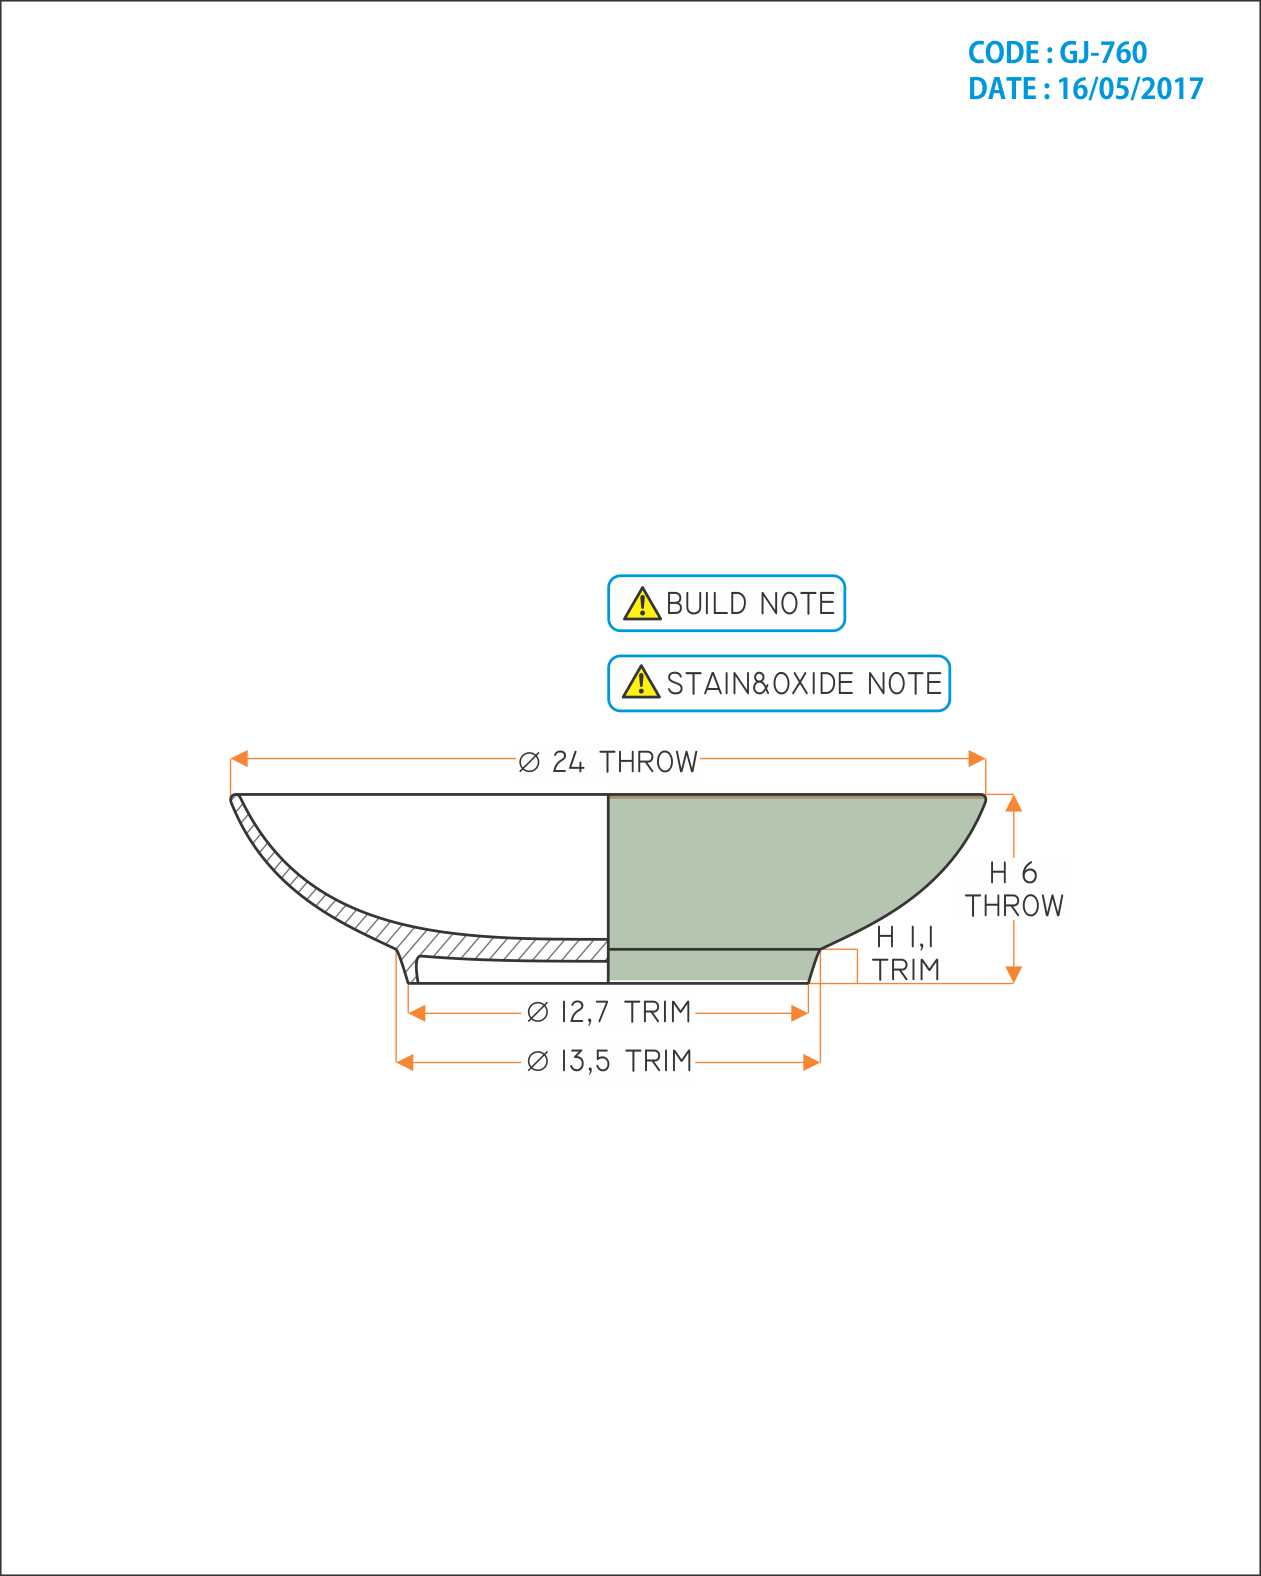 CODE : GJ-760
DATE : 16/05/2017
BUILD NOTE
STAIN&OXIDE NOTE
∅ 24 THROW
H 6
THROW
H 1,1
TRIM
∅ 12,7 TRIM
∅ 13,5 TRIM